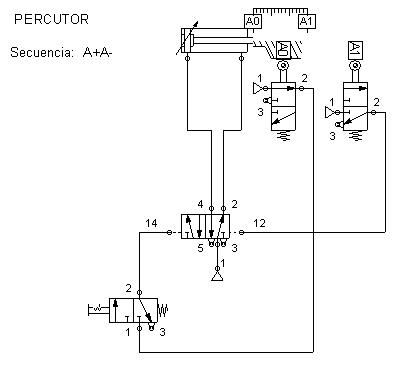 PERCUTOR
A0 A1
Secuencia: A+A-
A0 A1
1 2 1 2
3 3
4 2
14 12
5 3
1
2
1 3